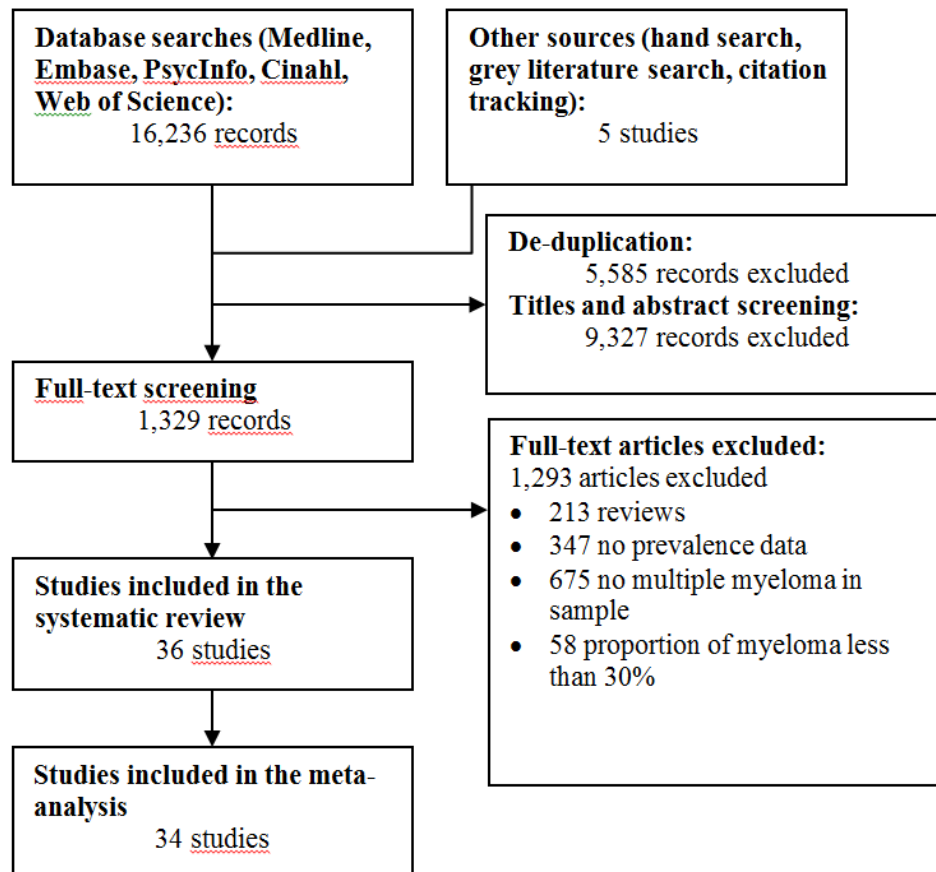 Database searches (Medline,
Embase, PsycInfo, Cinahl,
Web of Science):
16,236 records
Other sources (hand search,
grey literature search, citation
tracking):
5 studies
De-duplication:
5,585 records excluded
Titles and abstract screening:
9,327 records excluded
Full-text screening
1,329 records
Full-text articles excluded:
1,293 articles excluded
• 213 reviews
• 347 no prevalence data
• 675 no multiple myeloma in
sample
• 58 proportion of myeloma less
than 30%
Studies included in the
systematic review
36 studies
Studies included in the meta-
analysis
34 studies